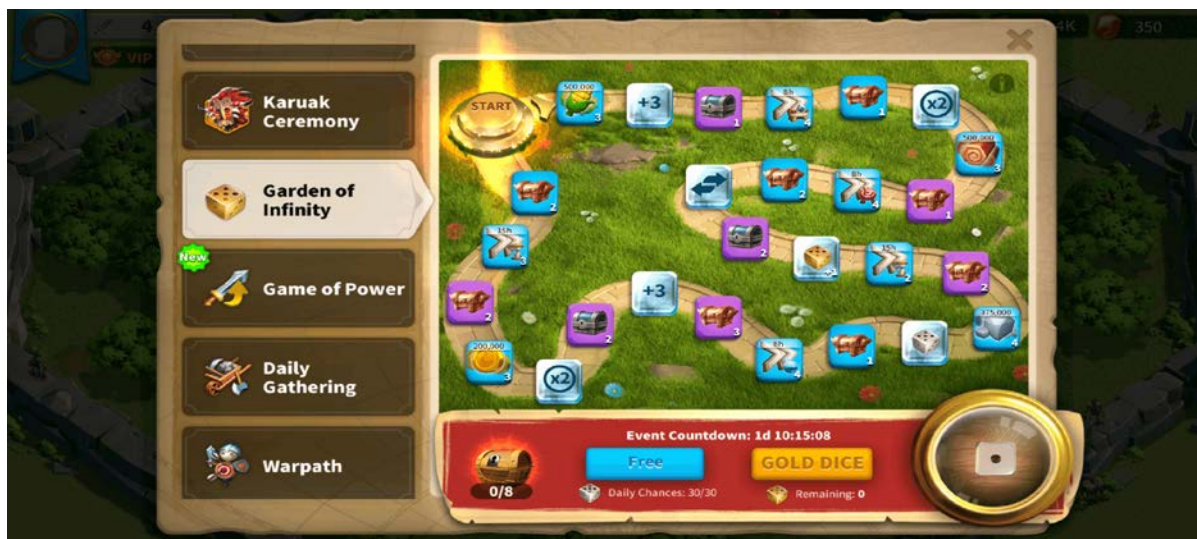 4
VIP
4K
350
Karuak
Ceremony
Garden of
Infinity
New
Game of Power
Daily
Gathering
Warpath
START
500,000
3
+3
1
8h
4
1
x2
500,000
3
2
8h
4
1
2
15h
3
2
+1
15h
2
2
2
+3
3
375,000
4
2
200,000
3
x2
8h
4
1
Event Countdown: 1d 10:15:08
0/8
Free
GOLD DICE
Daily Chances: 30/30
Remaining: 0